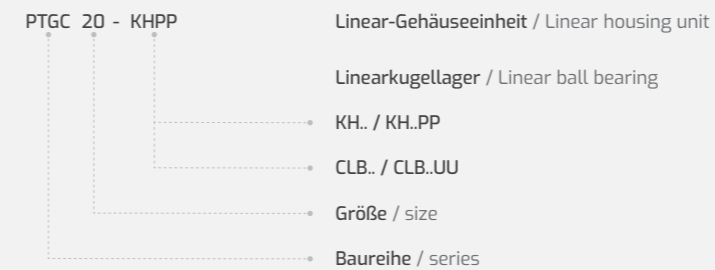 PTGC 20 - KHPP Linear-Gehäuseeinheit / Linear housing unit
Linearkugellager / Linear ball bearing
KH.. / KH..PP
CLB.. / CLB..UU
Größe / size
Baureihe / series